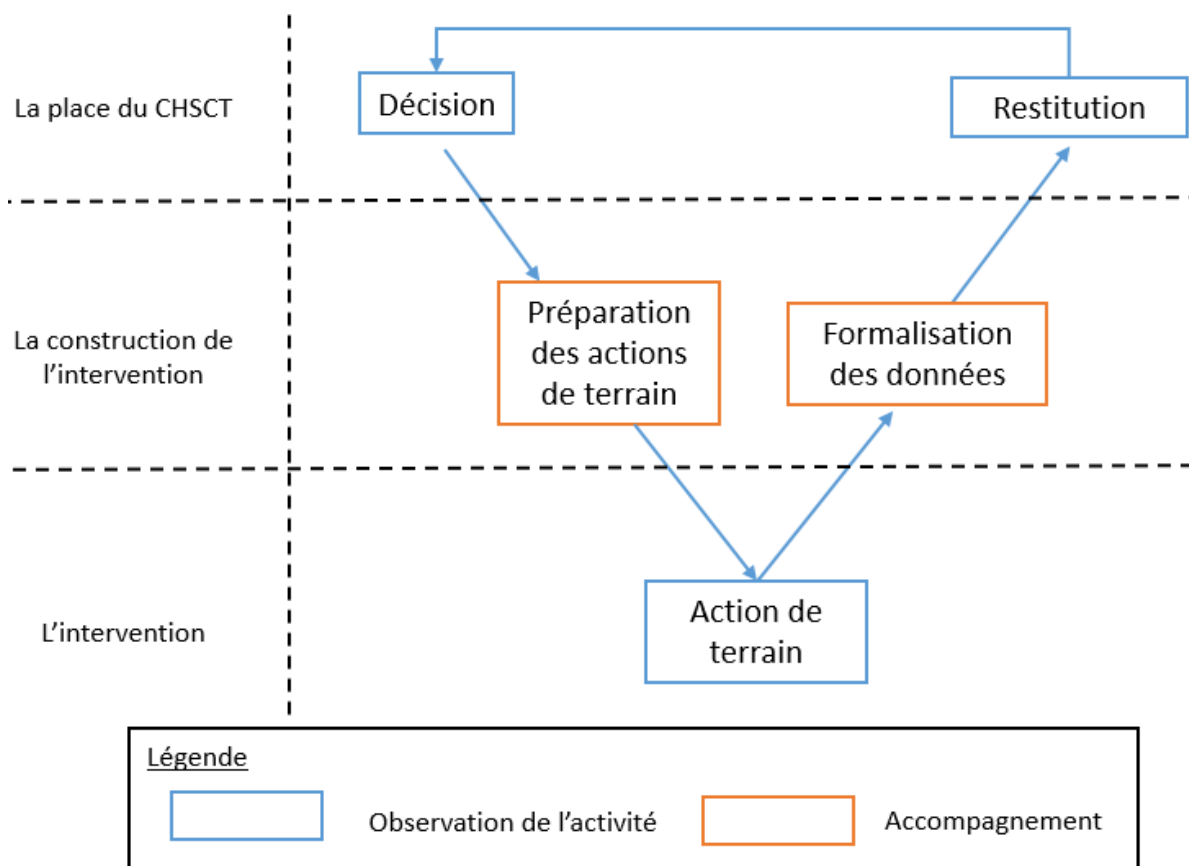 La place du CHSCT
Décision
Restitution
La construction de
l’intervention
Préparation
des actions
de terrain
Formalisation
des données
L’intervention
Action de
terrain
Légende
Observation de l’activité
Accompagnement